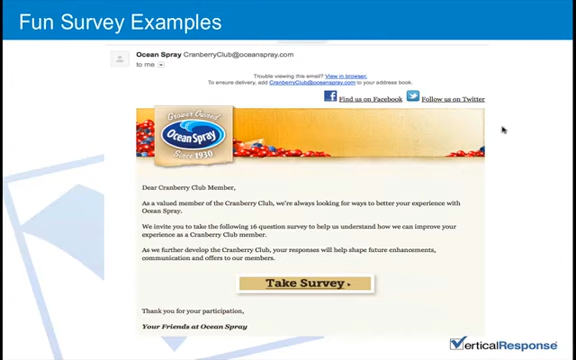 Fun Survey Examples
Ocean Spray CranberryClub@oceanspray.com
to me
Trouble viewing this email? View in browser.
To ensure delivery, add CranberryClub@oceanspray.com to your address book.
Find us on Facebook Follow us on Twitter
Grower Owned
Ocean Spray
Since 1930
Dear Cranberry Club Member,
As a valued member of the Cranberry Club, we're always looking for ways to better your experience with
Ocean Spray.
We invite you to take the following 16 question survey to help us understand how we can improve your
experience as a Cranberry Club member.
As we further develop the Cranberry Club, your responses will help shape future enhancements,
communication and offers to our members.
Take Survey
Thank you for your participation,
Your Friends at Ocean Spray
VerticalResponse